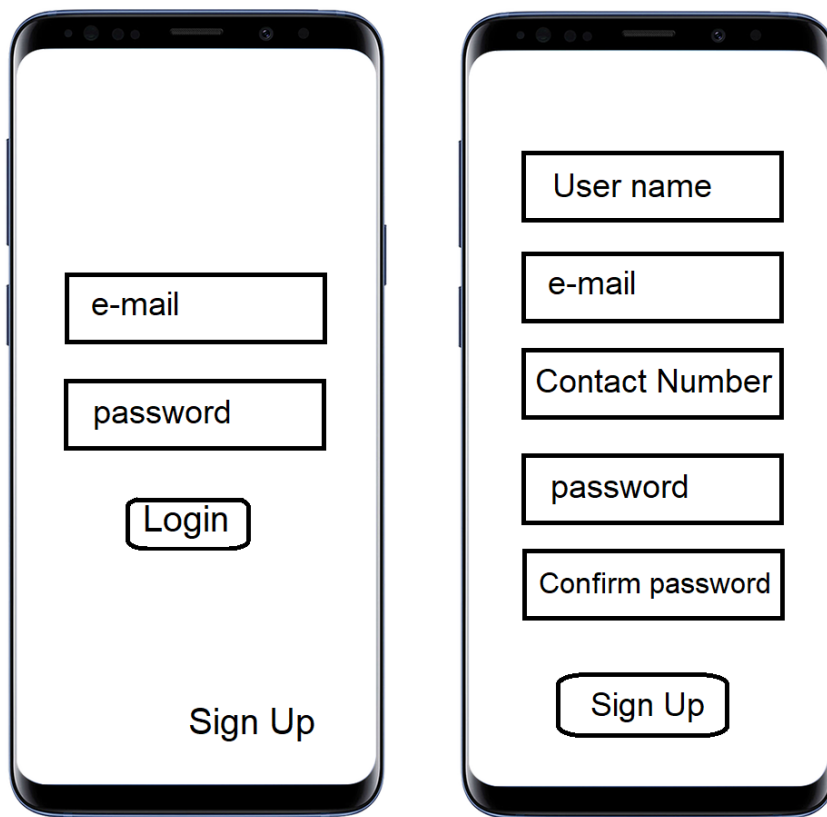 e-mail
password
Login
Sign Up
User name
e-mail
Contact Number
password
Confirm password
Sign Up